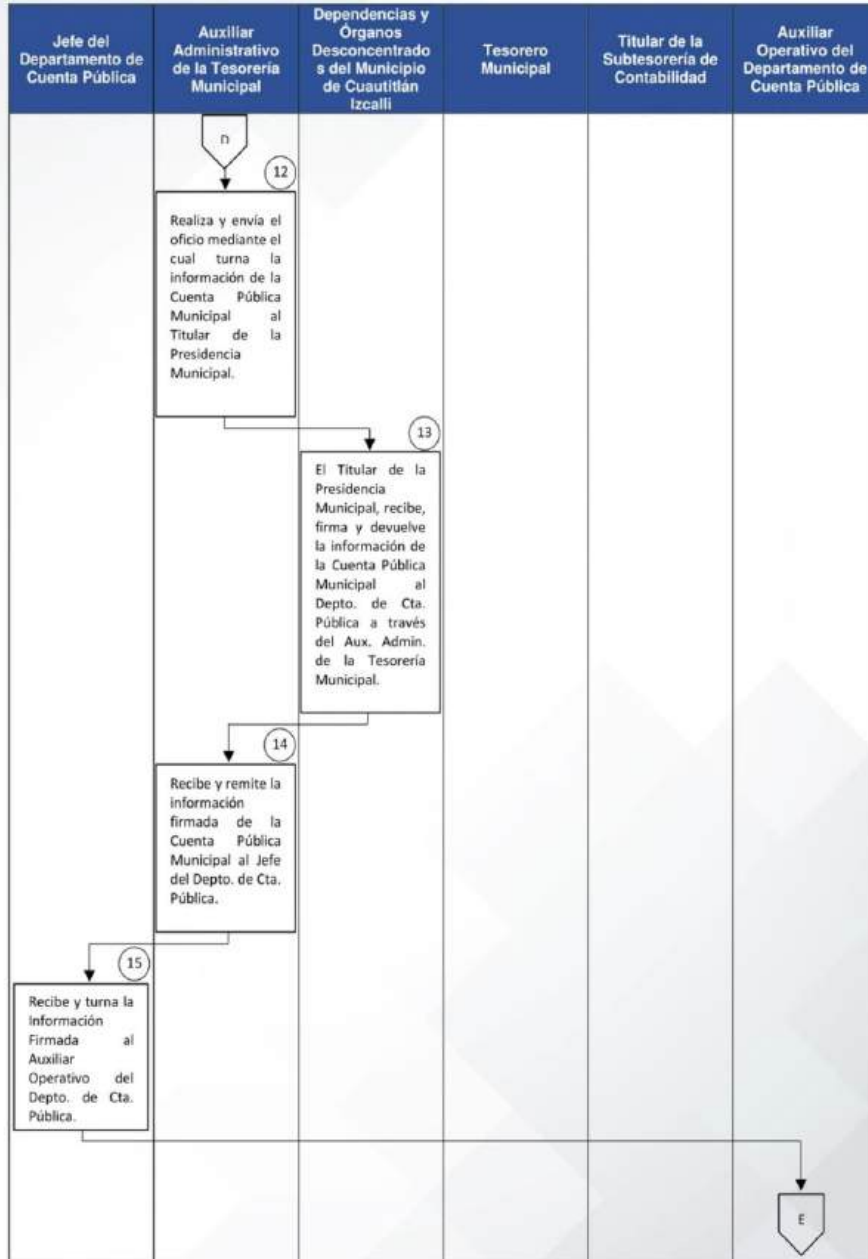 Jefe del
Departamento de
Cuenta Pública
Auxiliar
Administrativo
de la Tesorería
Municipal
Dependencias y
Órganos
Desconcentrado
s del Municipio
de Cuautitlán
Izcalli
Tesorero
Municipal
Titular de la
Subtesorería de
Contabilidad
Auxiliar
Operativo del
Departamento de
Cuenta Pública
D
12
Realiza y envía el
oficio mediante el
cual turna la
información de la
Cuenta Pública
Municipal al
Titular de la
Presidencia
Municipal.
13
El Titular de la
Presidencia
Municipal, recibe,
firma y devuelve
la información de
la Cuenta Pública
Municipal al
Depto. de Cta.
Pública a través
del Aux. Admin.
de la Tesorería
Municipal.
14
Recibe y remite la
información
firmada de la
Cuenta Pública
Municipal al Jefe
del Depto. de Cta.
Pública.
15
Recibe y turna la
Información
Firmada al
Auxiliar
Operativo del
Depto. de Cta.
Pública.
E